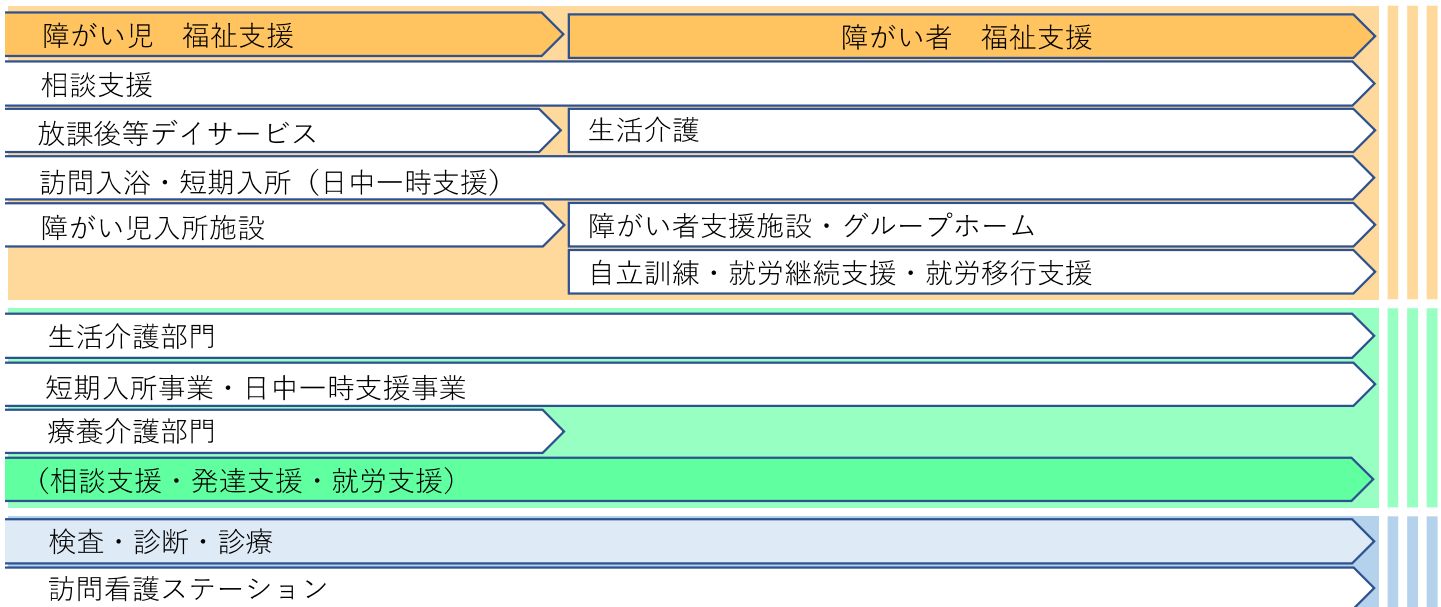 障がい児　福祉支援
障がい者　福祉支援
相談支援
放課後等デイサービス
生活介護
訪問入浴・短期入所（日中一時支援）
障がい児入所施設
障がい者支援施設・グループホーム
自立訓練・就労継続支援・就労移行支援
生活介護部門
短期入所事業・日中一時支援事業
療養介護部門
（相談支援・発達支援・就労支援）
検査・診断・診療
訪問看護ステーション